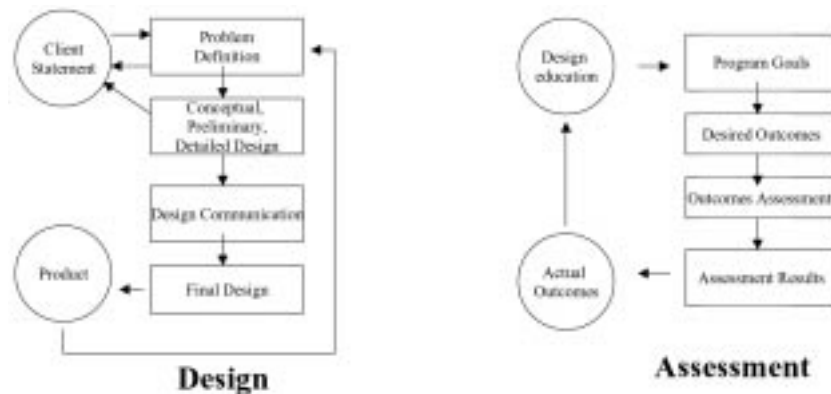 Client
Statement
Problem
Definition
Conceptual,
Preliminary,
Detailed Design
Design Communication
Product
Final Design
Design
Design
education
Program Goals
Desired Outcomes
Outcomes Assessment
Actual
Outcomes
Assessment Results
Assessment